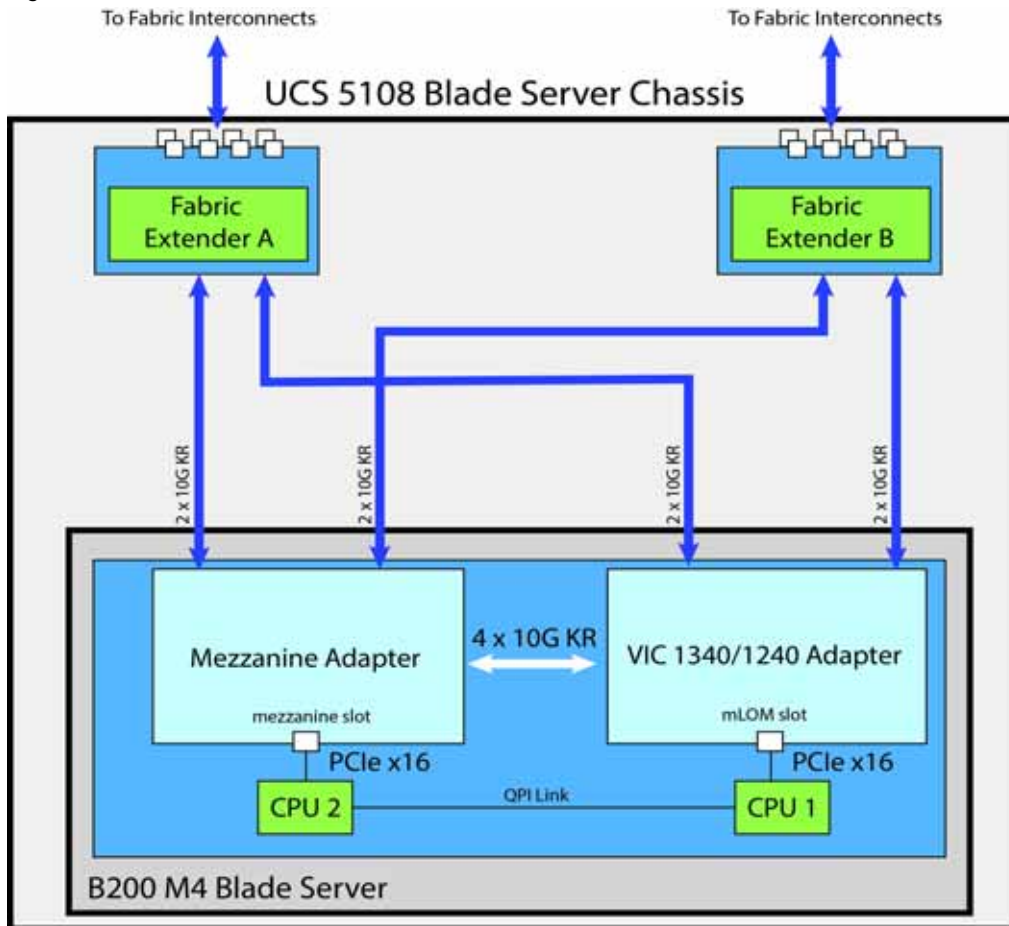 To Fabric Interconnects
To Fabric Interconnects
UCS 5108 Blade Server Chassis
Fabric
Extender A
Fabric
Extender B
2 x 10G KR
2 x 10G KR
2 x 10G KR
2 x 10G KR
Mezzanine Adapter
4 x 10G KR
VIC 1340/1240 Adapter
mezzanine slot
mLOM slot
PCIe x16
PCIe x16
CPU 2
QPI Link
CPU 1
B200 M4 Blade Server